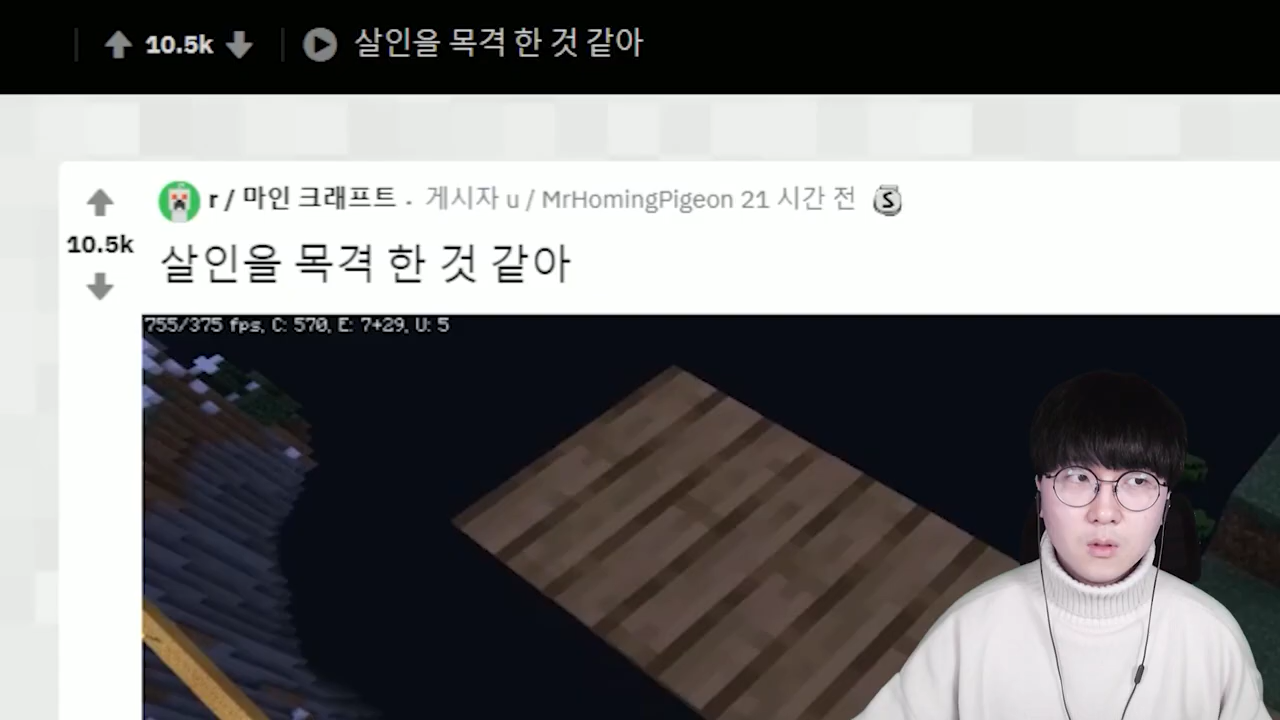 10.5k 살인을 목격 한 것 같아
r / 마인 크래프트 · 게시자 u / MrHomingPigeon 21 시간 전 S
10.5k
살인을 목격 한 것 같아
755/375 fps, C: 570, E: 7+29, U: 5